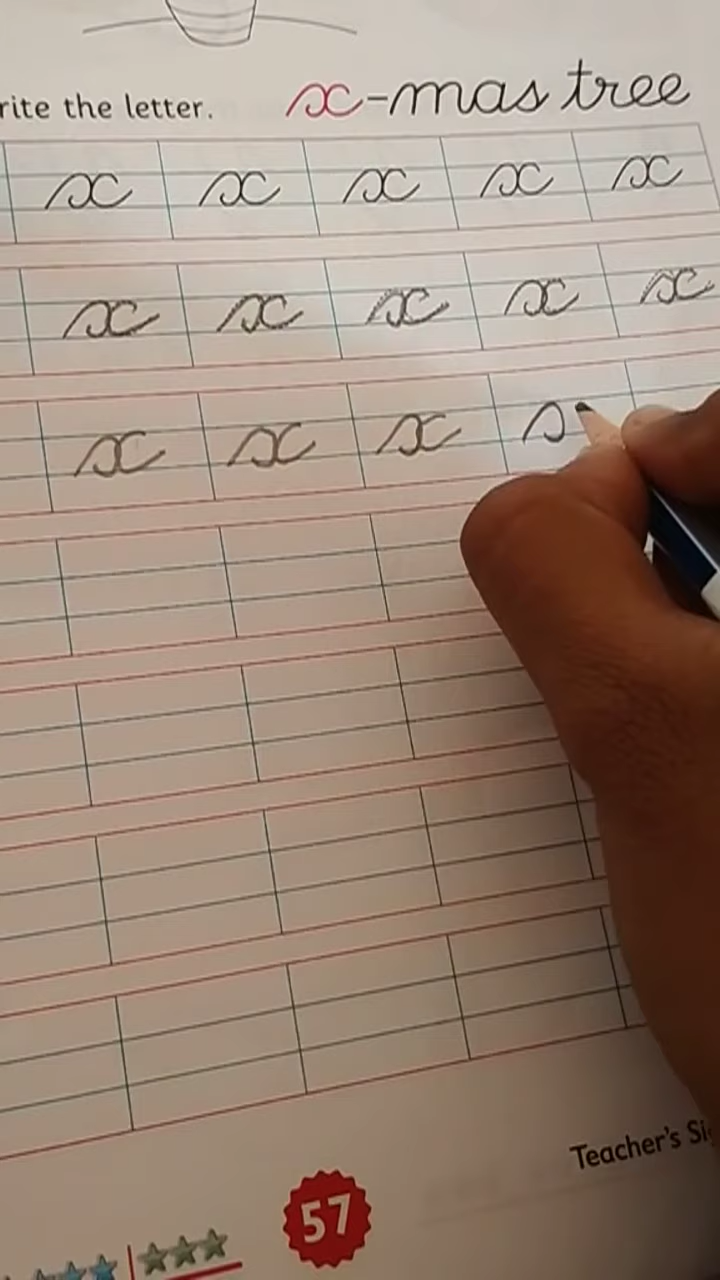 rite the letter. x-mas tree
x x x x x
x x x x x
x x x
Teacher's Si
57